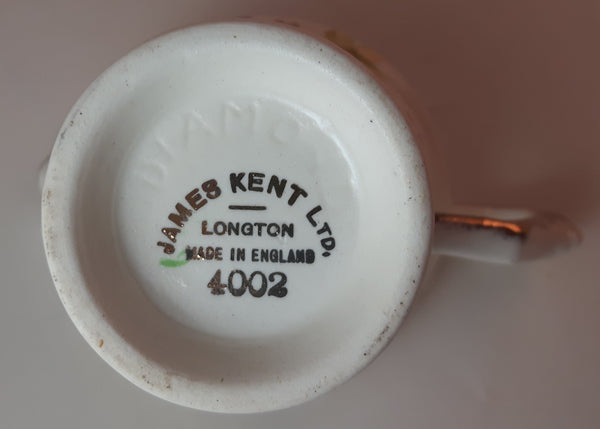 JAMES KENT LTD.
LONGTON
MADE IN ENGLAND
4002